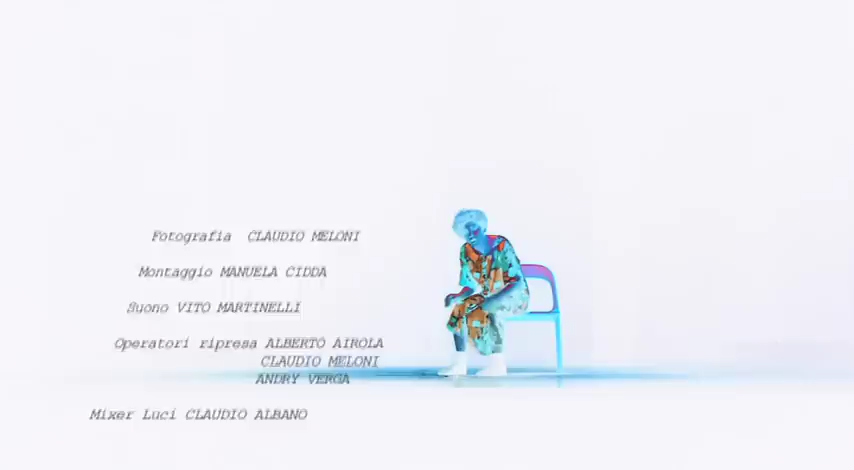 Fotografia CLAUDIO MELONI
Montaggio MANUELA CIDDA
Suono VITO MARTINELLI
Operatori ripresa ALBERTO AIROLA
CLAUDIO MELONI
ANDRY VERGA
Mixer Luci CLAUDIO ALBANO